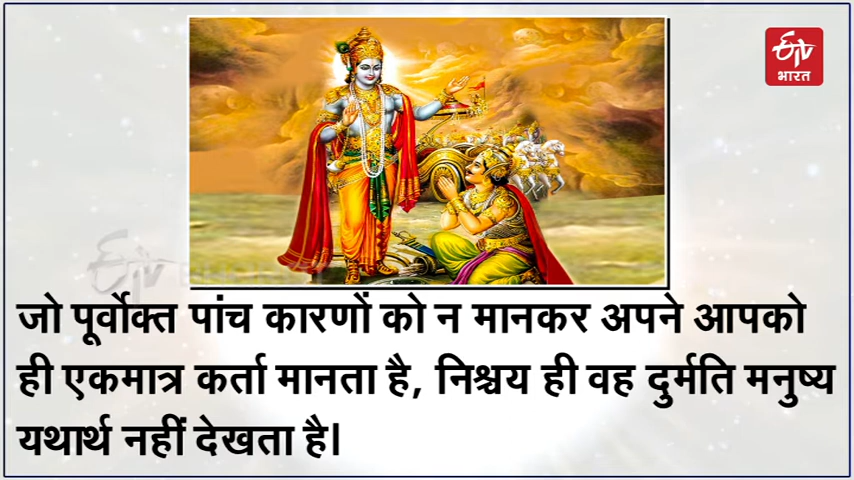 ETV
भारत
जो पूर्वोक्त पांच कारणों को न मानकर अपने आपको
ही एकमात्र कर्ता मानता है, निश्चय ही वह दुर्मति मनुष्य
यथार्थ नहीं देखता है।